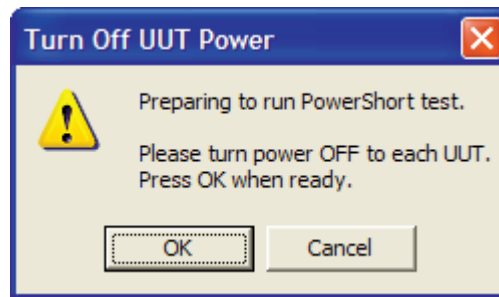 Turn Off UUT Power
Preparing to run PowerShort test.
Please turn power OFF to each UUT.
Press OK when ready.
OK
Cancel